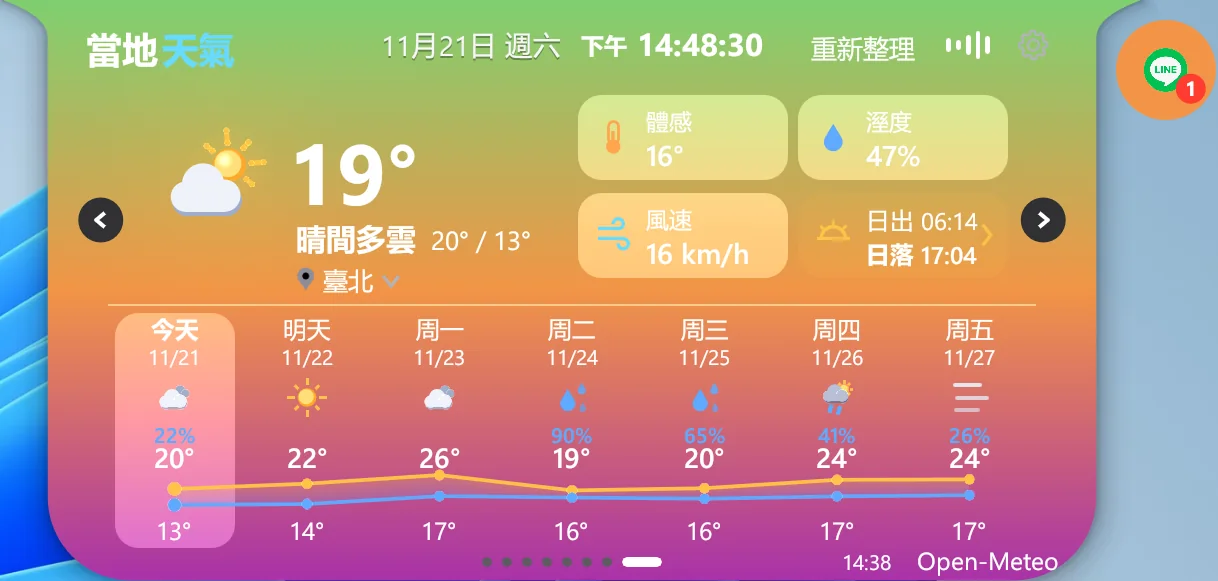 當地天氣
11月21日 週六 下午 14:48:30 重新整理
LINE
1
19°
晴間多雲 20° / 13°
臺北
體感
16°
溼度
47%
風速
16 km/h
日出 06:14
日落 17:04
今天 明天 周一 周二 周三 周四 周五
11/21 11/22 11/23 11/24 11/25 11/26 11/27
22% 90% 65% 41% 26%
20° 22° 26° 19° 20° 24° 24°
13° 14° 17° 16° 16° 17° 17°
14:38 Open-Meteo